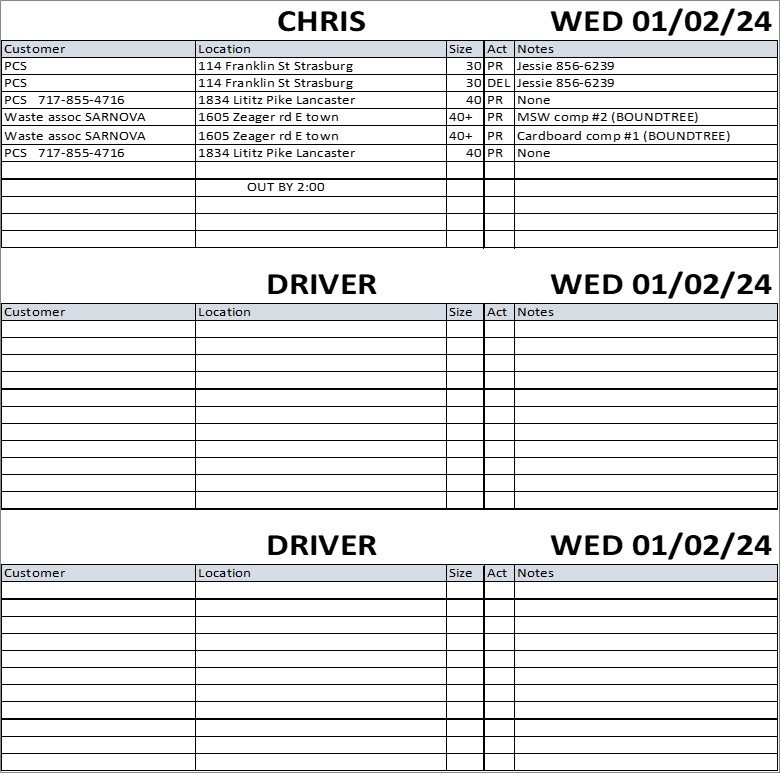 CHRIS WED 01/02/24
Customer Location Size Act Notes
PCS 114 Franklin St Strasburg 30 PR Jessie 856-6239
PCS 114 Franklin St Strasburg 30 DEL Jessie 856-6239
PCS 717-855-4716 1834 Lititz Pike Lancaster 40 PR None
Waste assoc SARNOVA 1605 Zeager rd E town 40+ PR MSW comp #2 (BOUNDTREE)
Waste assoc SARNOVA 1605 Zeager rd E town 40+ PR Cardboard comp #1 (BOUNDTREE)
PCS 717-855-4716 1834 Lititz Pike Lancaster 40 PR None
OUT BY 2:00
DRIVER WED 01/02/24
Customer Location Size Act Notes
DRIVER WED 01/02/24
Customer Location Size Act Notes